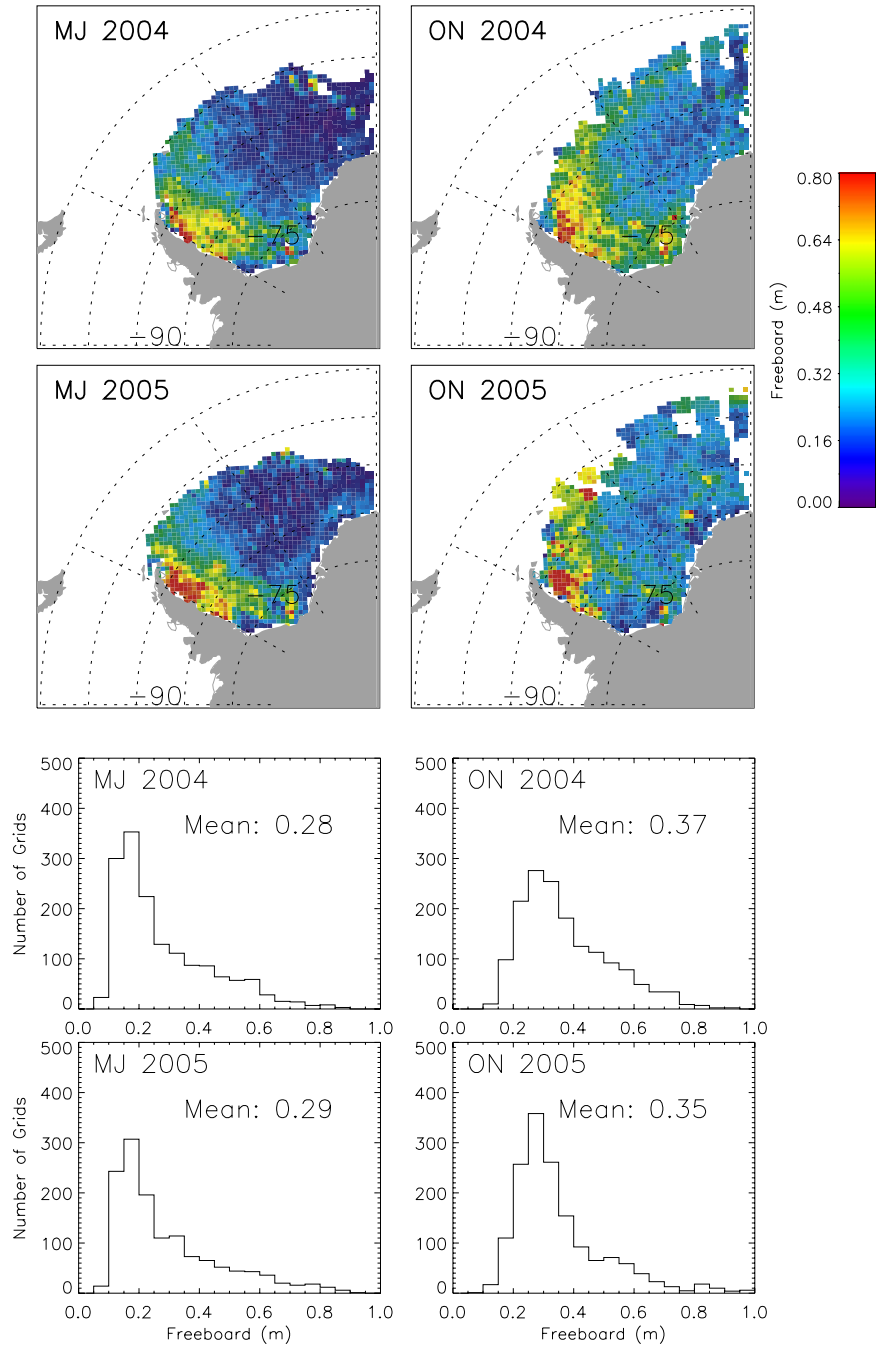 MJ 2004
ON 2004
−75
−75
−90
−90
0.80
0.64
0.48
0.32
0.16
0.00
Freeboard (m)
MJ 2005
ON 2005
−75
−75
−90
−90
MJ 2004
Mean: 0.28
500
400
300
200
100
0
Number of Grids
0.0 0.2 0.4 0.6 0.8 1.0
ON 2004
Mean: 0.37
500
400
300
200
100
0
0.0 0.2 0.4 0.6 0.8 1.0
MJ 2005
Mean: 0.29
500
400
300
200
100
0
Number of Grids
0.0 0.2 0.4 0.6 0.8 1.0
Freeboard (m)
ON 2005
Mean: 0.35
500
400
300
200
100
0
0.0 0.2 0.4 0.6 0.8 1.0
Freeboard (m)